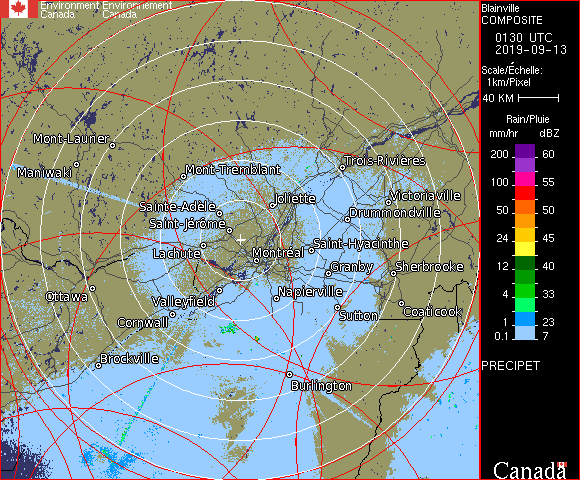 Environment Environnement
Canada Canada
Blainville
COMPOSITE
0130 UTC
2019-09-13
Scale/Échelle:
1km/Pixel
40 KM
Rain/Pluie
mm/hr dBZ
200 60
100 55
50 50
24 45
12 40
4 33
1 23
0.1 7
PRECIPET
Canada
Mont-Laurier
Maniwaki
Mont-Tremblant
Trois-Rivières
Sainte-Adèle
Joliette
Victoriaville
Drummondville
Saint-Jérôme
Lachute
Montréal
Saint-Hyacinthe
Granby
Sherbrooke
Ottawa
Valleyfield
Napierville
Cornwall
Sutton
Coaticook
Brockville
Burlington